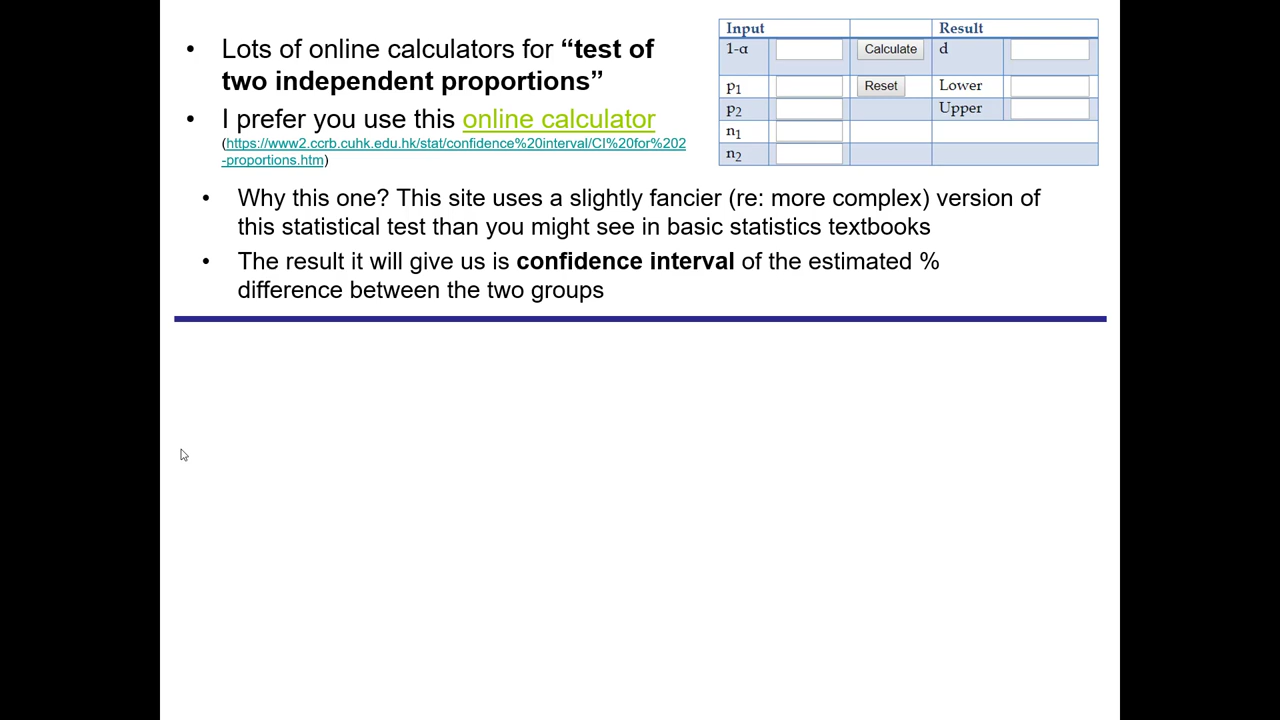 • Lots of online calculators for “test of
two independent proportions”
• I prefer you use this online calculator
(https://www2.ccrb.cuhk.edu.hk/stat/confidence%20interval/CI%20for%202
-proportions.htm)
Input Result
1-α Calculate d
p1 Reset Lower
p2 Upper
n1
n2
• Why this one? This site uses a slightly fancier (re: more complex) version of
this statistical test than you might see in basic statistics textbooks
• The result it will give us is confidence interval of the estimated %
difference between the two groups